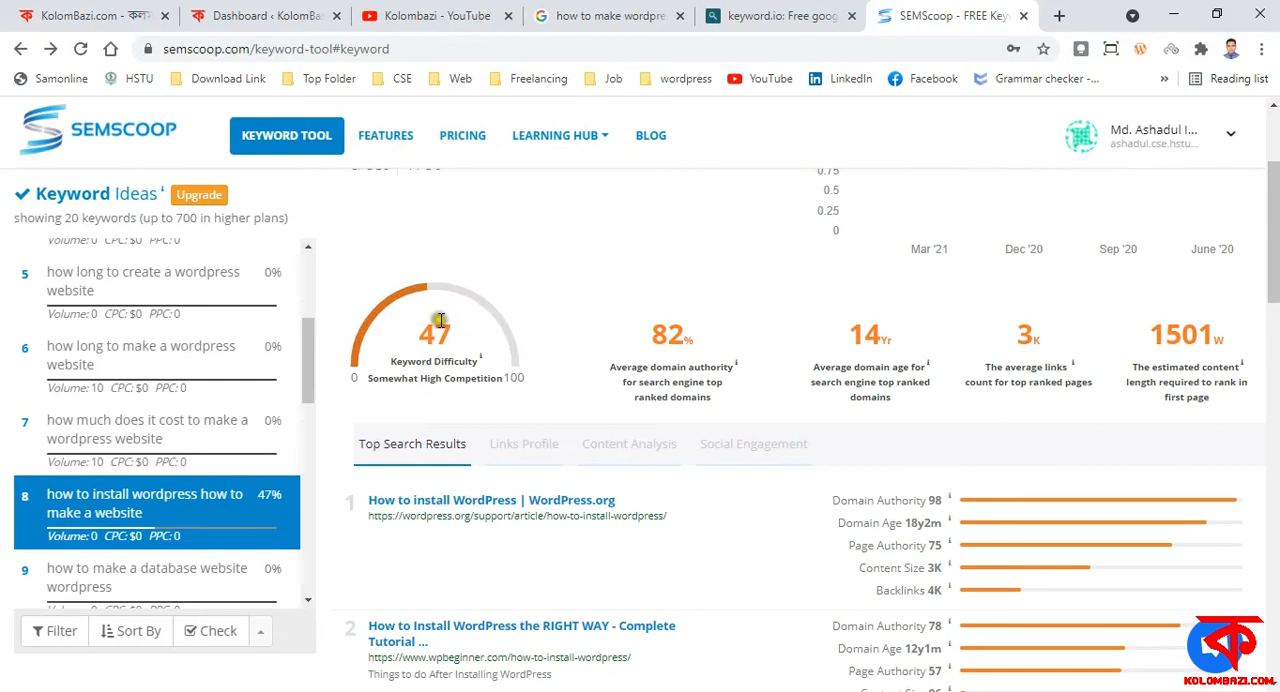 KolomBazi.com - কলম
Dashboard ‹ KolomBa
Kolombazi - YouTube
how to make wordpre
keyword.io: Free goog
SEMScoop - FREE Key
semscoop.com/keyword-tool#keyword
Samonline
HSTU
Download Link
Top Folder
CSE
Web
Freelancing
Job
wordpress
YouTube
LinkedIn
Facebook
Grammar checker -...
»
Reading list
SEMSCOOP
KEYWORD TOOL
FEATURES
PRICING
LEARNING HUB
BLOG
Md. Ashadul I...
ashadul.cse.hstu...
Keyword Ideas i
Upgrade
showing 20 keywords (up to 700 in higher plans)
Volume: 0 CPC: $0 PPC: 0
5
how long to create a wordpress
website
0%
Volume: 0 CPC: $0 PPC: 0
6
how long to make a wordpress
website
0%
Volume: 10 CPC: $0 PPC: 0
7
how much does it cost to make a
wordpress website
0%
Volume: 10 CPC: $0 PPC: 0
8
how to install wordpress how to
make a website
47%
Volume: 0 CPC: $0 PPC: 0
9
how to make a database website
wordpress
0%
Filter
Sort By
Check
0.75
0.5
0.25
0
Mar '21
Dec '20
Sep '20
June '20
47
Keyword Difficulty i
0
Somewhat High Competition
100
82%
Average domain authority i
for search engine top
ranked domains
14Yr
Average domain age for i
search engine top ranked
domains
3K
The average links i
count for top ranked pages
1501W
The estimated content i
length required to rank in
first page
Top Search Results
Links Profile
Content Analysis
Social Engagement
1
How to install WordPress | WordPress.org
https://wordpress.org/support/article/how-to-install-wordpress/
Domain Authority 98 i
Domain Age 18y2m i
Page Authority 75 i
Content Size 3K i
Backlinks 4K i
2
How to Install WordPress the RIGHT WAY - Complete
Tutorial ...
https://www.wpbeginner.com/how-to-install-wordpress/
Things to do After Installing WordPress
Domain Authority 78 i
Domain Age 12y1m i
Page Authority 57 i
ক
KOLOMBAZI.COM